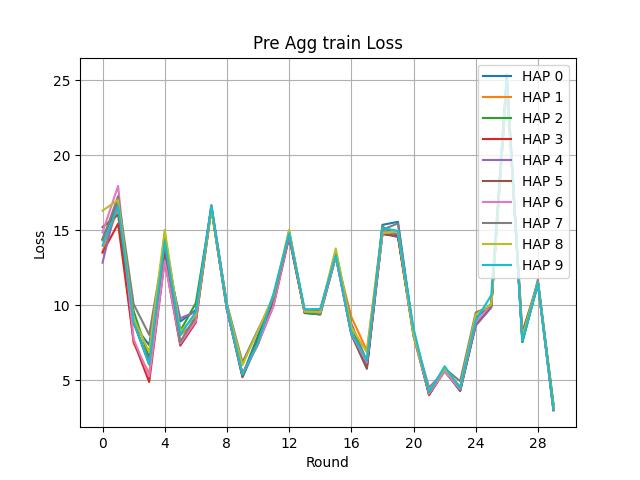 Pre Agg train Loss
Loss
25
20
15
10
5
0 4 8 12 16 20 24 28
Round
HAP 0
HAP 1
HAP 2
HAP 3
HAP 4
HAP 5
HAP 6
HAP 7
HAP 8
HAP 9